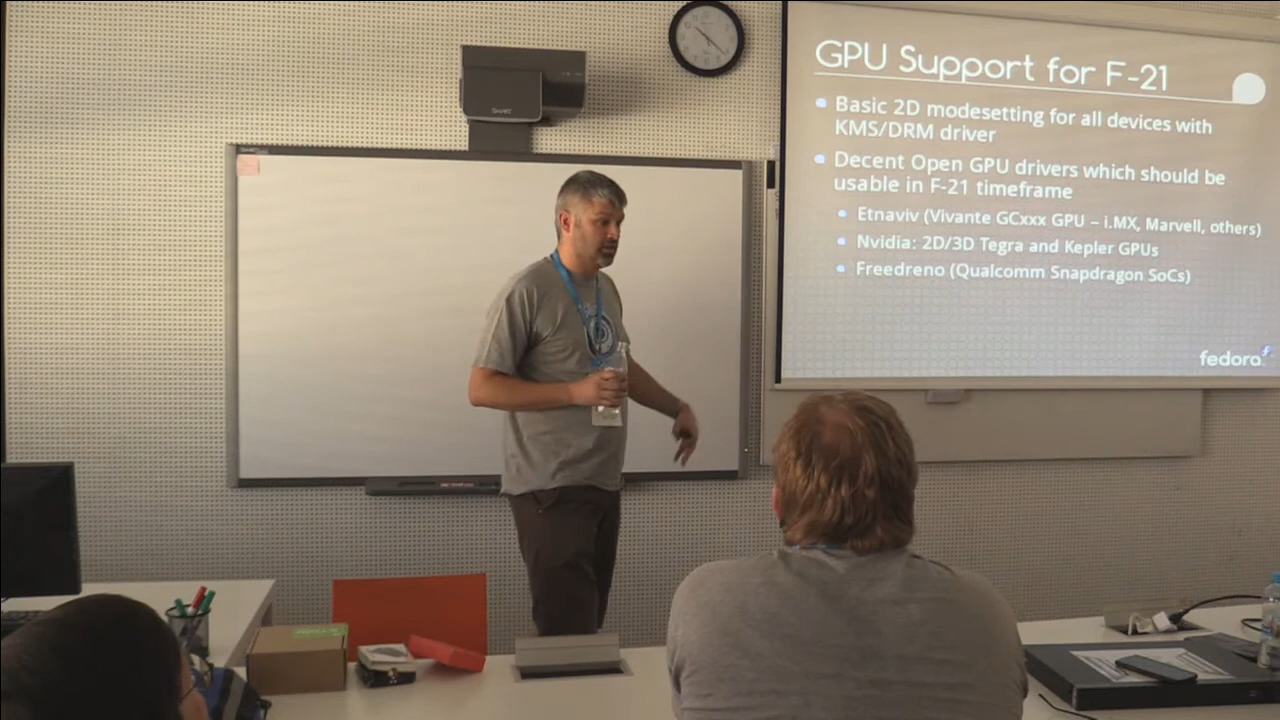 GPU Support for F-21
Basic 2D modesetting for all devices with
KMS/DRM driver
Decent Open GPU drivers which should be
usable in F-21 timeframe
Etnaviv (Vivante GCxxx GPU – i.MX, Marvell, others)
Nvidia: 2D/3D Tegra and Kepler GPUs
Freedreno (Qualcomm Snapdragon SoCs)
fedora
SMART